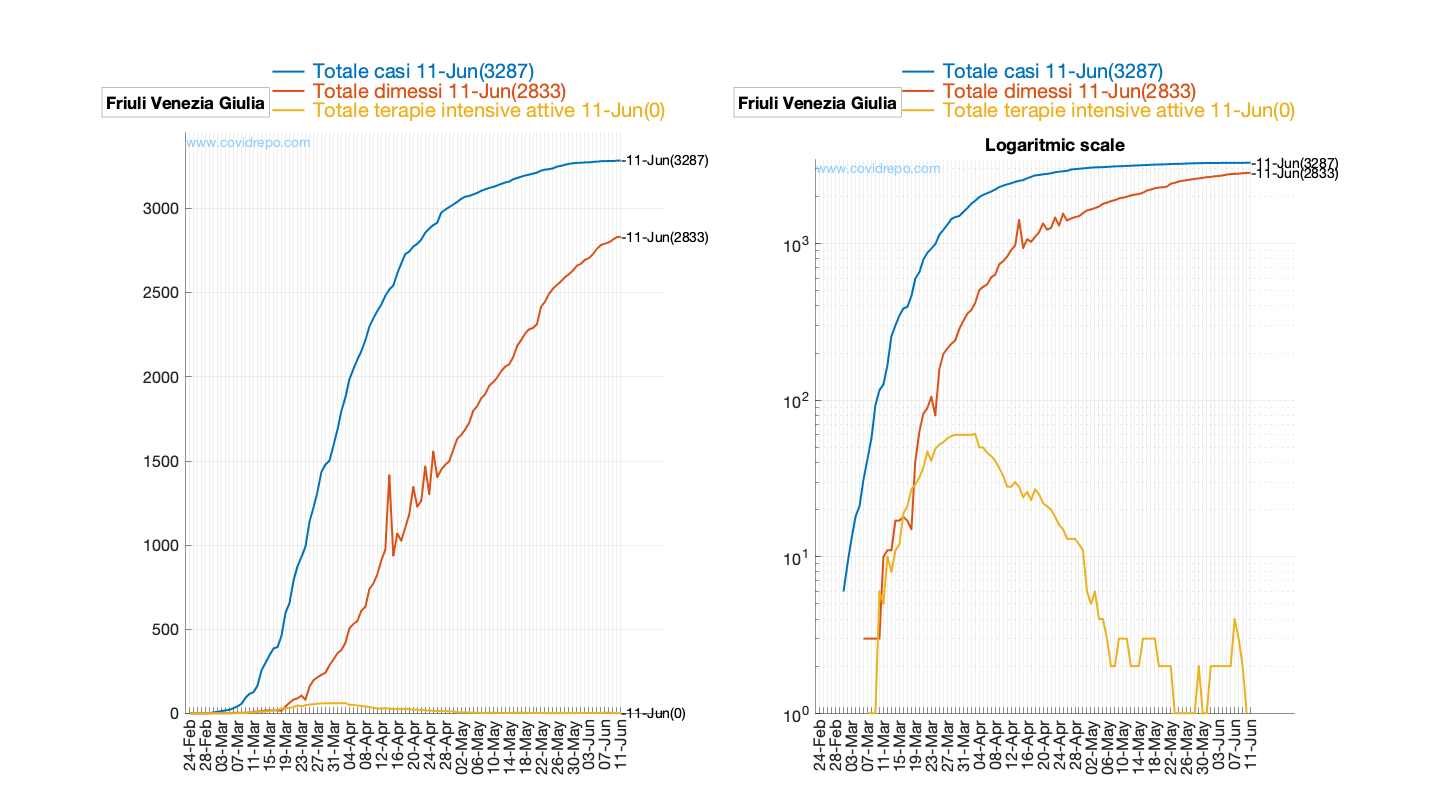 Totale casi 11-Jun(3287)
Totale dimessi 11-Jun(2833)
Totale terapie intensive attive 11-Jun(0)
Friuli Venezia Giulia
www.covidrepo.com
-11-Jun(3287)
-11-Jun(2833)
-11-Jun(0)
3000
2500
2000
1500
1000
500
0
24-Feb
28-Feb
03-Mar
07-Mar
11-Mar
15-Mar
19-Mar
23-Mar
27-Mar
31-Mar
04-Apr
08-Apr
12-Apr
16-Apr
20-Apr
24-Apr
28-Apr
02-May
06-May
10-May
14-May
18-May
22-May
26-May
30-May
03-Jun
07-Jun
11-Jun
Totale casi 11-Jun(3287)
Totale dimessi 11-Jun(2833)
Totale terapie intensive attive 11-Jun(0)
Friuli Venezia Giulia
Logaritmic scale
www.covidrepo.com
-11-Jun(3287)
-11-Jun(2833)
10³
10²
10¹
10⁰
24-Feb
28-Feb
03-Mar
07-Mar
11-Mar
15-Mar
19-Mar
23-Mar
27-Mar
31-Mar
04-Apr
08-Apr
12-Apr
16-Apr
20-Apr
24-Apr
28-Apr
02-May
06-May
10-May
14-May
18-May
22-May
26-May
30-May
03-Jun
07-Jun
11-Jun